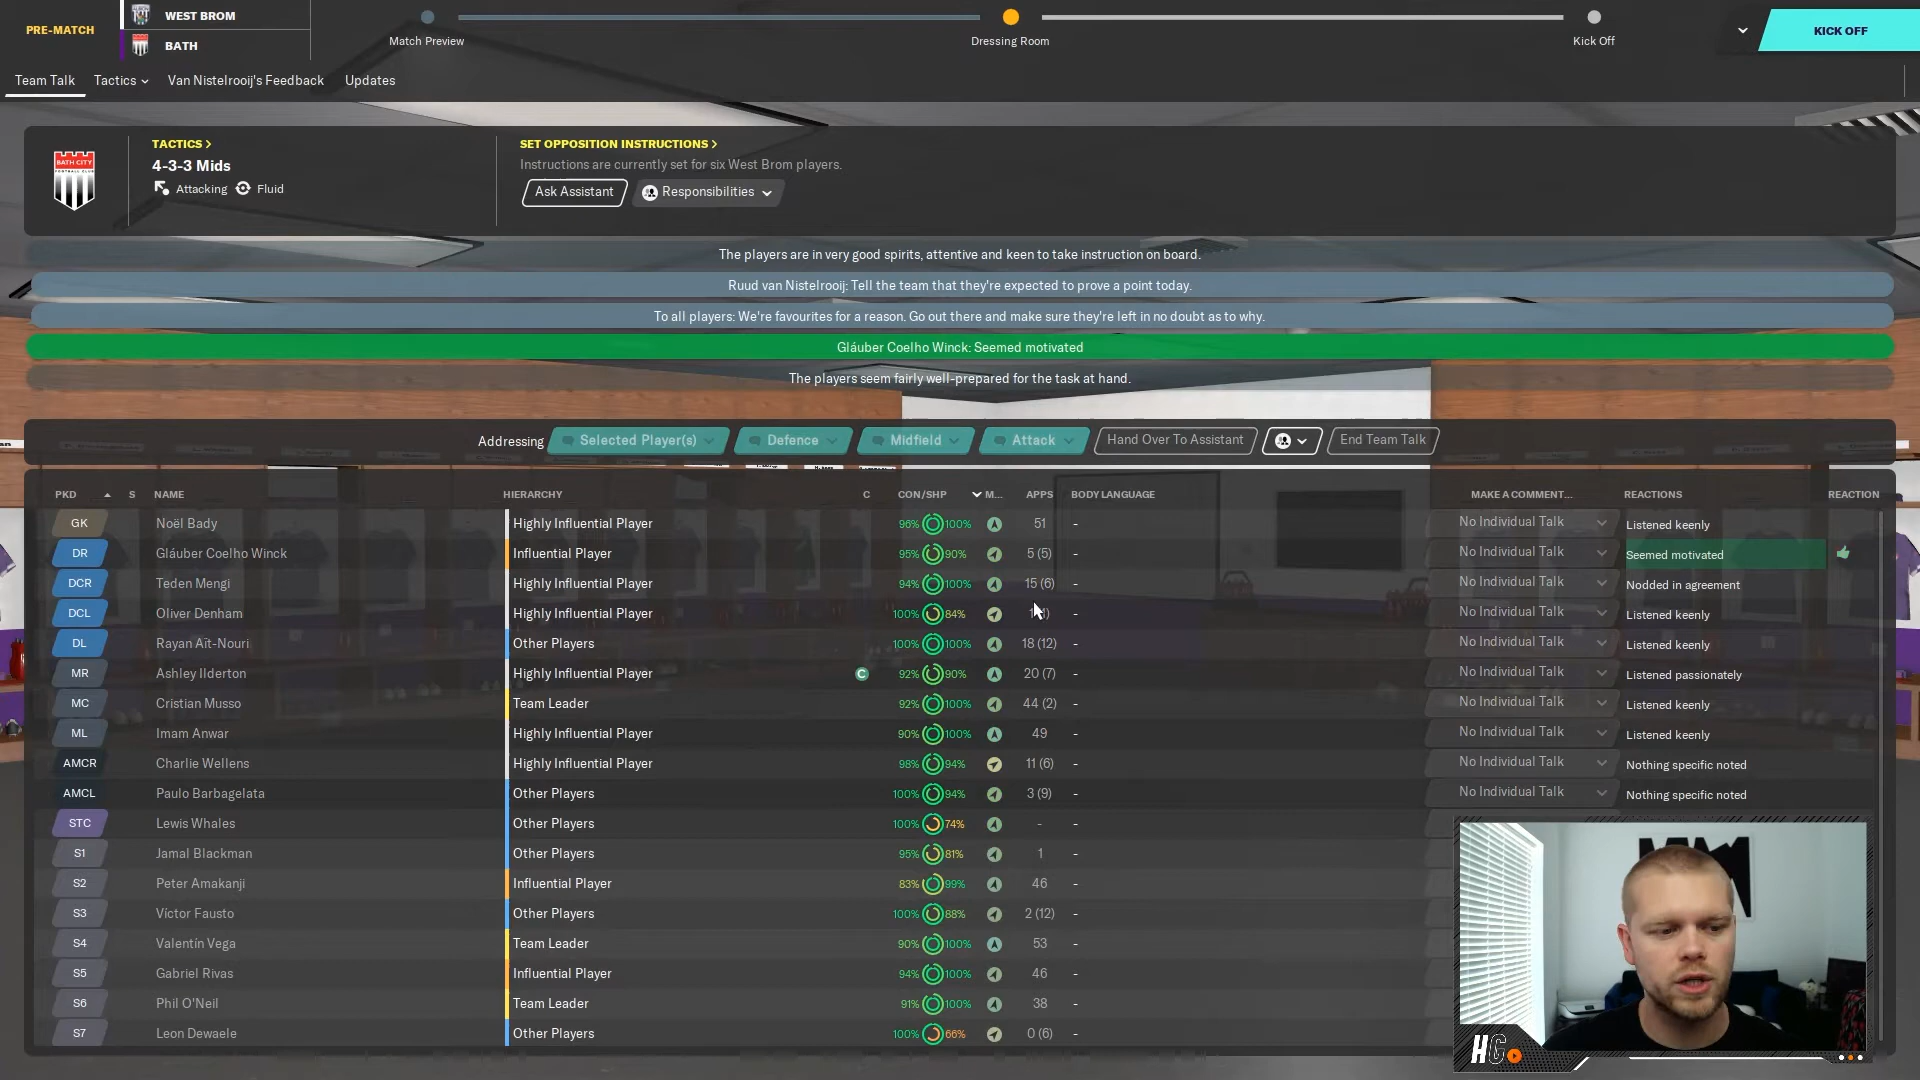 PRE-MATCH
WEST BROM
BATH
Match Preview
Dressing Room
Kick Off
KICK OFF
Team Talk Tactics Van Nistelrooij's Feedback Updates
BATH CITY
TACTICS >
4-3-3 Mids
Attacking Fluid
SET OPPOSITION INSTRUCTIONS >
Instructions are currently set for six West Brom players.
Ask Assistant Responsibilities
The players are in very good spirits, attentive and keen to take instruction on board.
Ruud van Nistelrooij: Tell the team that they're expected to prove a point today.
To all players: We're favourites for a reason. Go out there and make sure they're left in no doubt as to why.
Gláuber Coelho Winck: Seemed motivated
The players seem fairly well-prepared for the task at hand.
Addressing Selected Player(s) Defence Midfield Attack Hand Over To Assistant End Team Talk
PKD S NAME HIERARCHY C CON/SHP M... APPS BODY LANGUAGE MAKE A COMMENT... REACTIONS REACTION
GK Noël Bady Highly Influential Player 96% 100% 51 - No Individual Talk Listened keenly
DR Gláuber Coelho Winck Influential Player 95% 90% 5 (5) - No Individual Talk Seemed motivated
DCR Teden Mengi Highly Influential Player 94% 100% 15 (6) - No Individual Talk Nodded in agreement
DCL Oliver Denham Highly Influential Player 100% 84% - No Individual Talk Listened keenly
DL Rayan Aït-Nouri Other Players 100% 100% 18 (12) - No Individual Talk Listened keenly
MR Ashley Ilderton Highly Influential Player C 92% 90% 20 (7) - No Individual Talk Listened passionately
MC Cristian Musso Team Leader 92% 100% 44 (2) - No Individual Talk Listened keenly
ML Imam Anwar Highly Influential Player 90% 100% 49 - No Individual Talk Listened keenly
AMCR Charlie Wellens Highly Influential Player 98% 94% 11 (6) - No Individual Talk Nothing specific noted
AMCL Paulo Barbagelata Other Players 100% 94% 3 (9) - No Individual Talk Nothing specific noted
STC Lewis Whales Other Players 100% 74% - -
S1 Jamal Blackman Other Players 95% 81% 1 -
S2 Peter Amakanji Influential Player 83% 99% 46 -
S3 Víctor Fausto Other Players 100% 88% 2 (12) -
S4 Valentín Vega Team Leader 90% 100% 53 -
S5 Gabriel Rivas Influential Player 94% 100% 46 -
S6 Phil O'Neil Team Leader 91% 100% 38 -
S7 Leon Dewaele Other Players 100% 66% 0 (6) -
HG